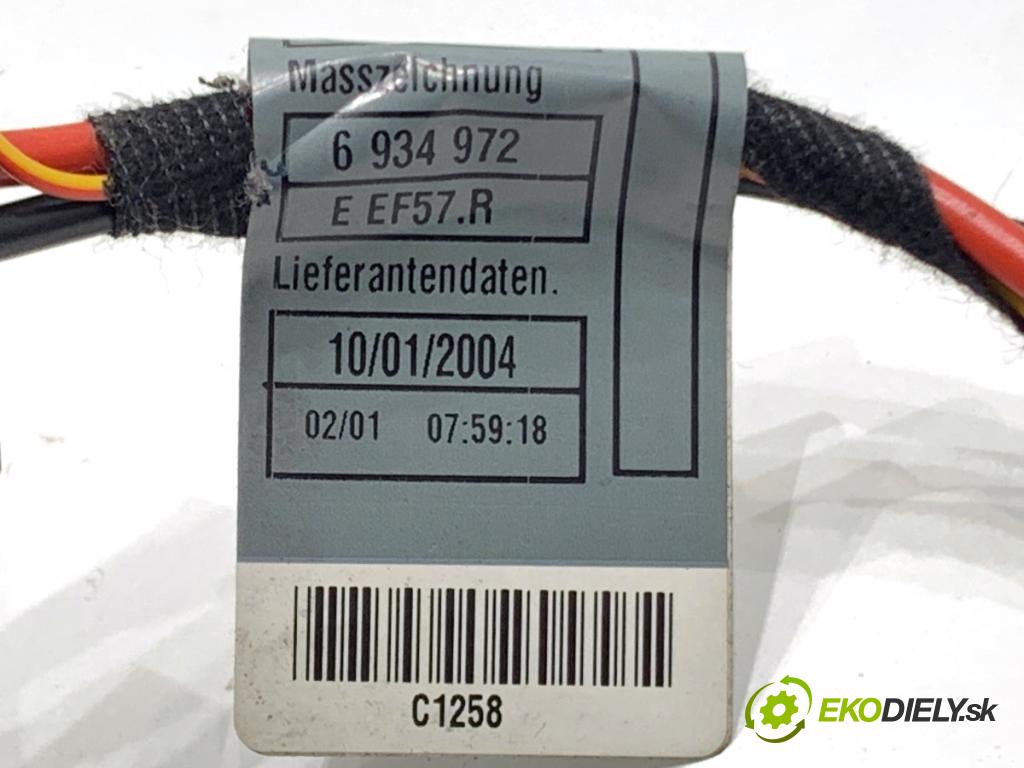 Masszeichnung
6 934 972
E EF57.R
Lieferantendaten.
10/01/2004
02/01 07:59:18
C1258
EKODIELY.sk